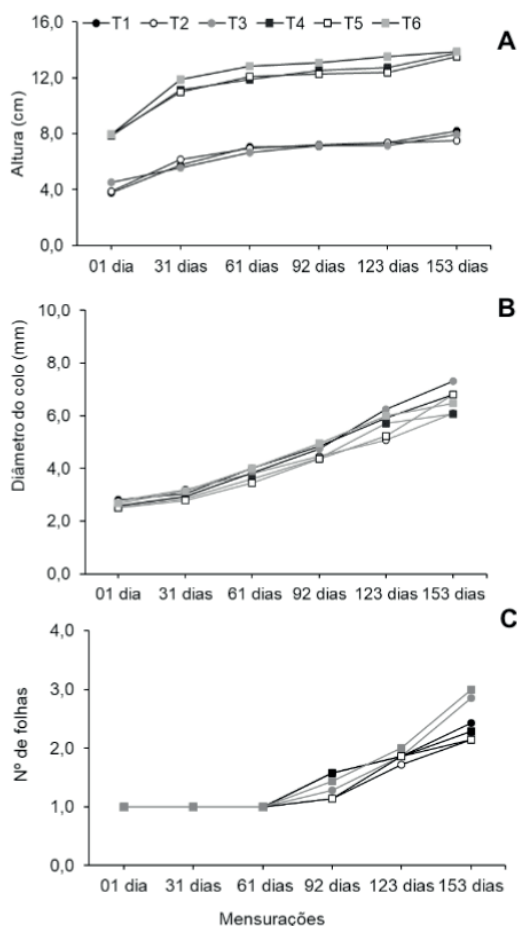 T1 T2 T3 T4 T5 T6
A
Altura (cm)
16,0
12,0
8,0
4,0
0,0
01 dia 31 dias 61 dias 92 dias 123 dias 153 dias
B
Diâmetro do colo (mm)
10,0
8,0
6,0
4,0
2,0
0,0
01 dia 31 dias 61 dias 92 dias 123 dias 153 dias
C
Nº de folhas
4,0
3,0
2,0
1,0
0,0
01 dia 31 dias 61 dias 92 dias 123 dias 153 dias
Mensurações